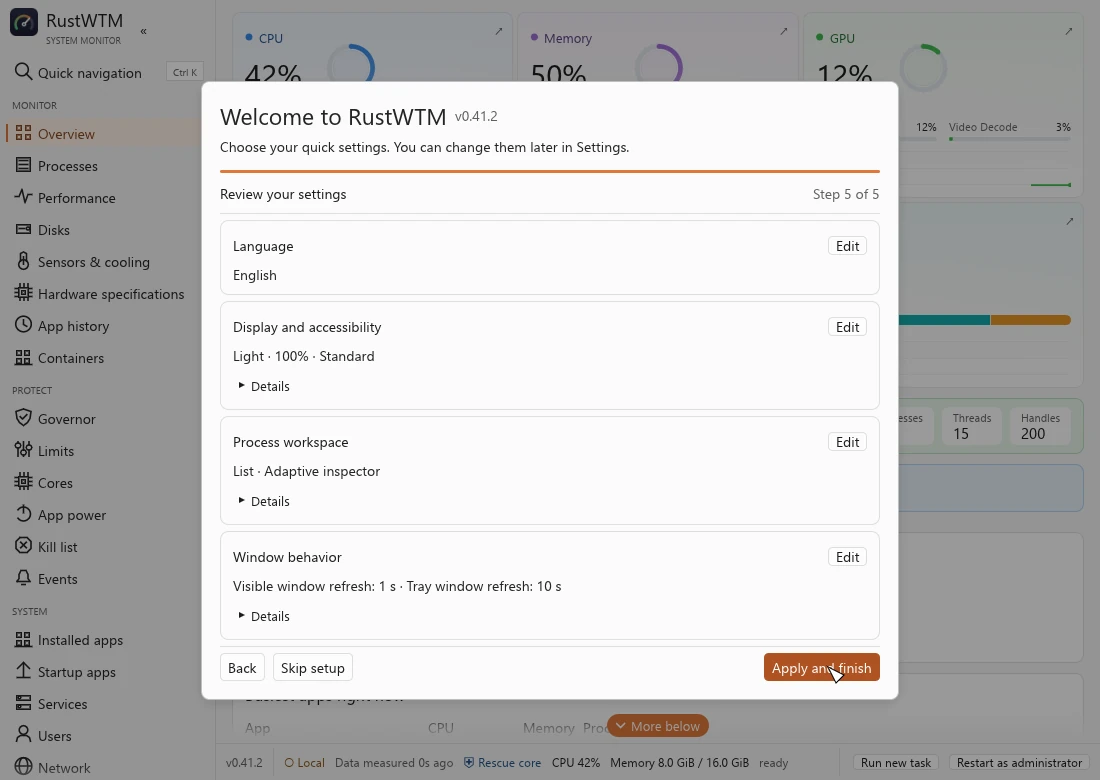 RustWTM
SYSTEM MONITOR
«
Quick navigation Ctrl K
MONITOR
Overview
Processes
Performance
Disks
Sensors & cooling
Hardware specifications
App history
Containers
PROTECT
Governor
Limits
Cores
App power
Kill list
Events
SYSTEM
Installed apps
Startup apps
Services
Users
Network
CPU
42%
Memory
50%
GPU
12%
12% Video Decode 3%
Welcome to RustWTM v0.41.2
Choose your quick settings. You can change them later in Settings.
Review your settings Step 5 of 5
Language Edit
English
Display and accessibility Edit
Light · 100% · Standard
Details
Process workspace Edit
List · Adaptive inspector
Details
Window behavior Edit
Visible window refresh: 1 s · Tray window refresh: 10 s
Details
Back Skip setup Apply and finish
Threads
15
Handles
200
App CPU Memory
More below
v0.41.2 Local Data measured 0s ago Rescue core CPU 42% Memory 8.0 GiB / 16.0 GiB ready Run new task Restart as administrator